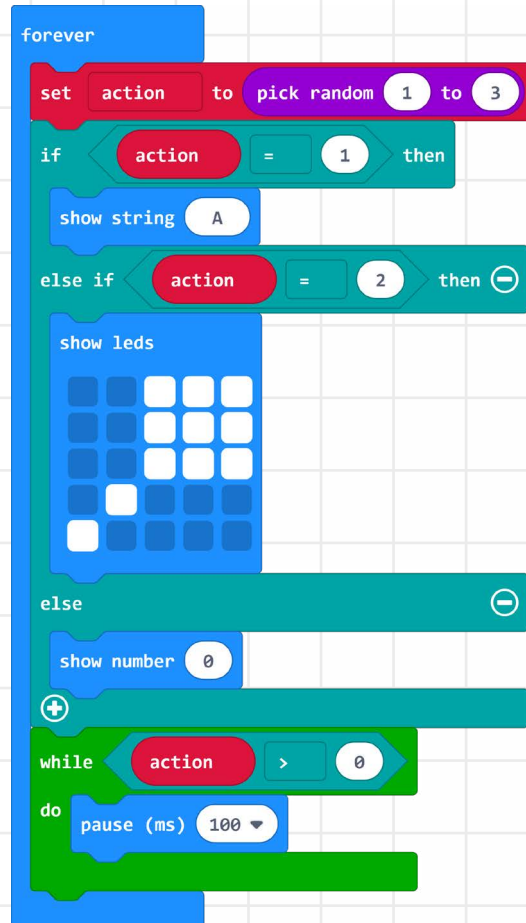 forever
set action to pick random 1 to 3
if action = 1 then
show string A
else if action = 2 then
show leds
else
show number 0
while action > 0
do
pause (ms) 100